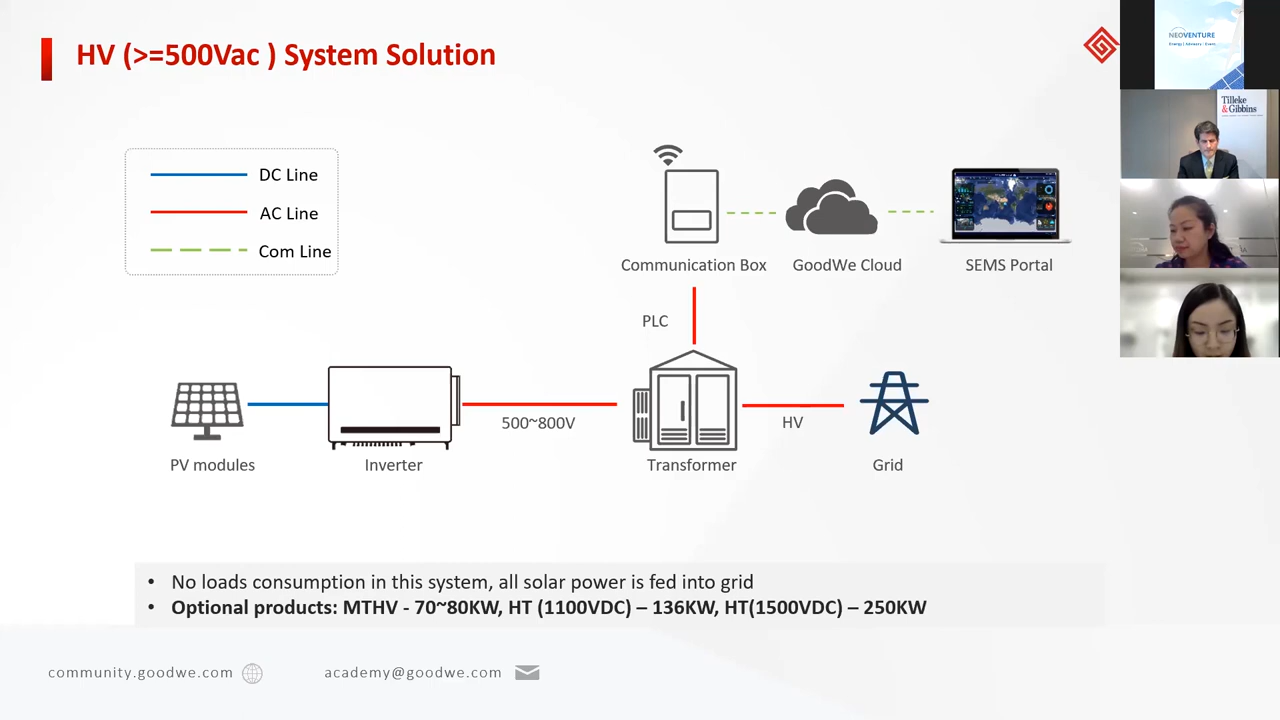 HV (>=500Vac ) System Solution
NEOVENTURE
Energy | Advisory | Event
Tilleke
& Gibbins
DC Line
AC Line
Com Line
Communication Box
GoodWe Cloud
SEMS Portal
PLC
500~800V
HV
PV modules
Inverter
Transformer
Grid
• No loads consumption in this system, all solar power is fed into grid
• Optional products: MTHV - 70~80KW, HT (1100VDC) – 136KW, HT(1500VDC) – 250KW
community.goodwe.com
academy@goodwe.com